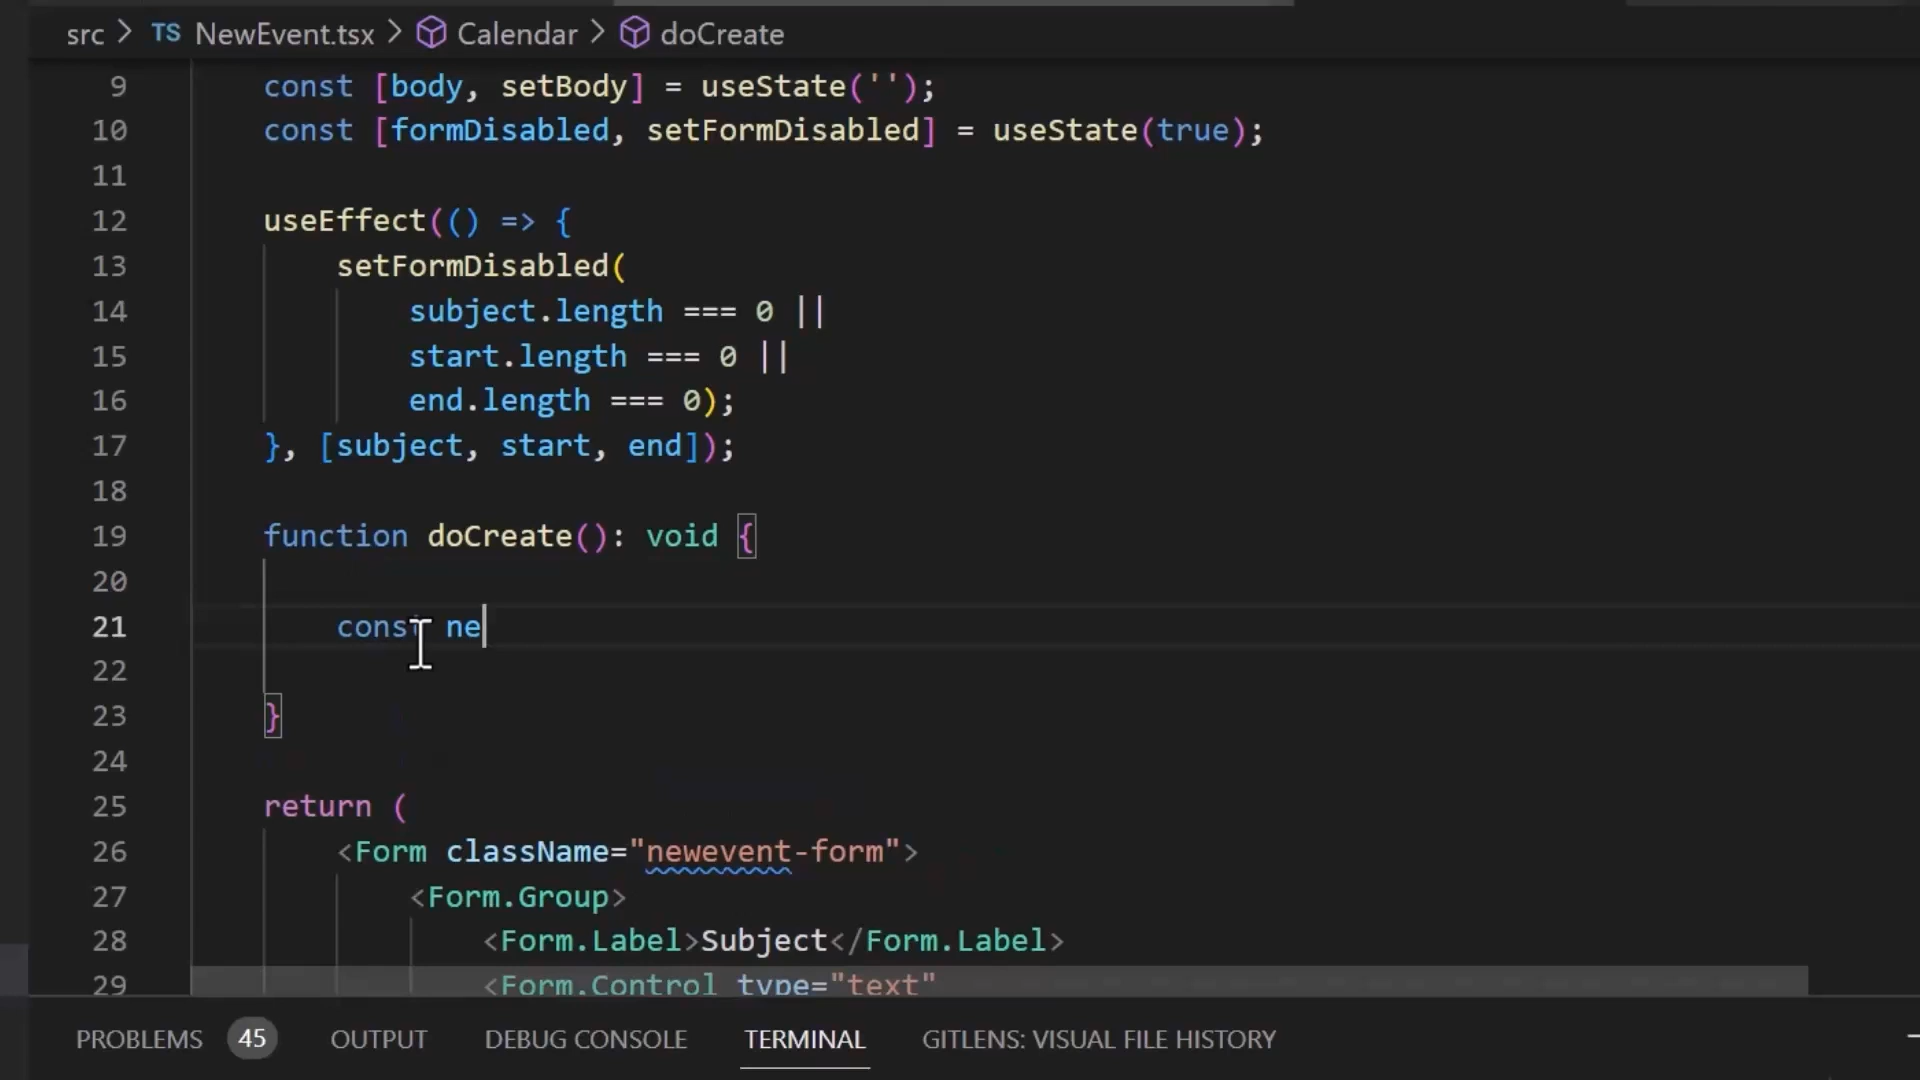 src > TS NewEvent.tsx > Calendar > doCreate
9 const [body, setBody] = useState('');
10 const [formDisabled, setFormDisabled] = useState(true);
11
12 useEffect(() => {
13 setFormDisabled(
14 subject.length === 0 ||
15 start.length === 0 ||
16 end.length === 0);
17 }, [subject, start, end]);
18
19 function doCreate(): void {
20
21 const ne
22
23 }
24
25 return (
26 <Form className="newevent-form">
27 <Form.Group>
28 <Form.Label>Subject</Form.Label>
29 <Form.Control type="text"
PROBLEMS 45 OUTPUT DEBUG CONSOLE TERMINAL GITLENS: VISUAL FILE HISTORY